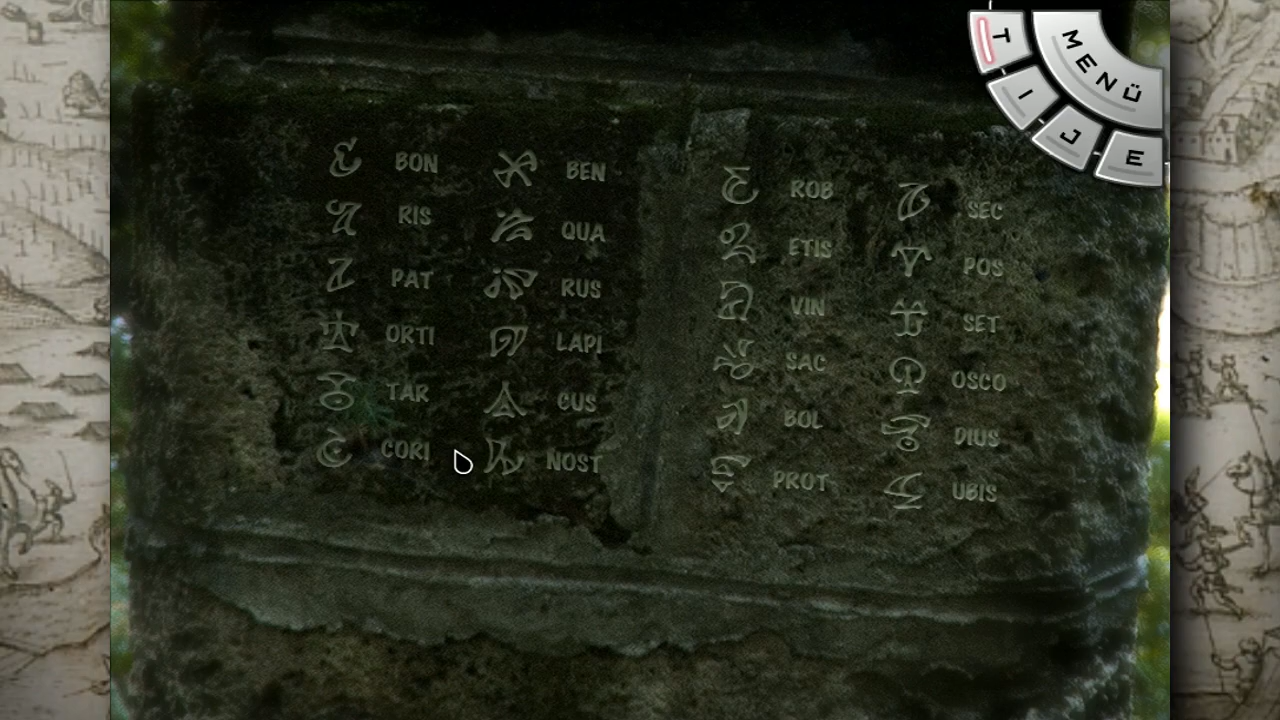 MENÜ
T
I
J
E
BON BEN ROB SEC
RIS QUA ETIS POS
PAT RUS VIN SET
ORTI LAPI SAC OSCO
TAR CUS BOL DIUS
CORI NOST PROT UBIS